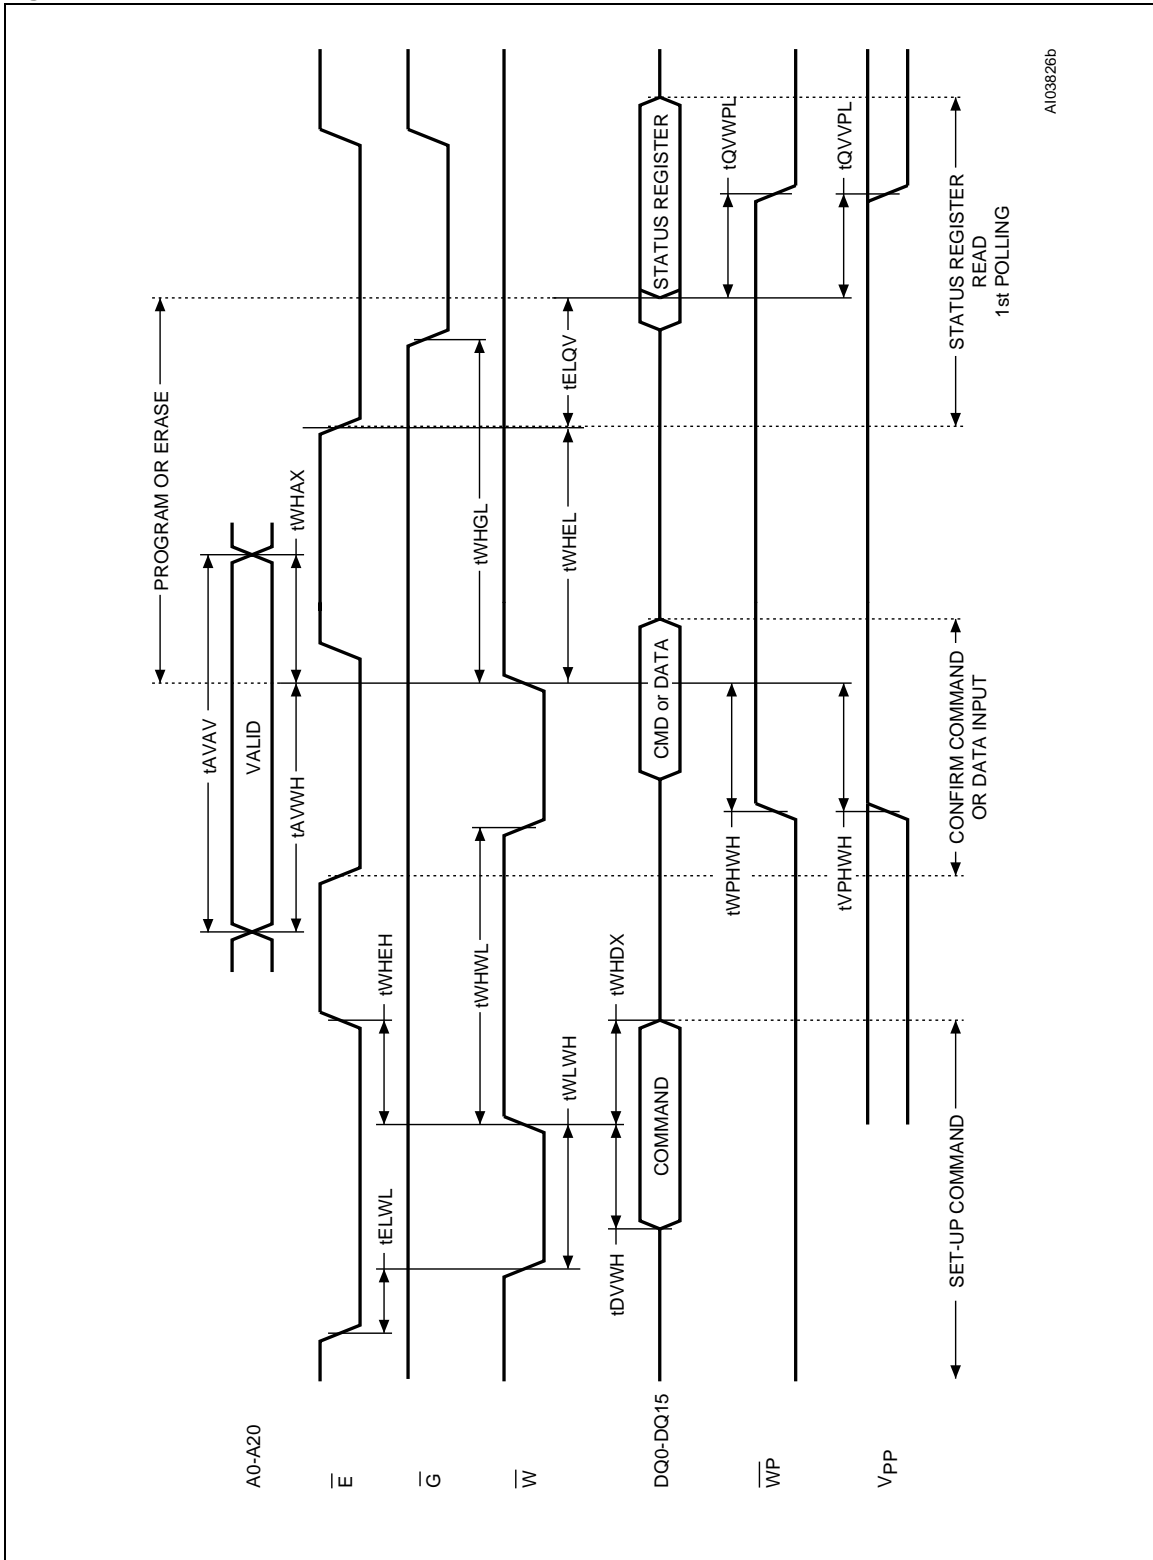 PROGRAM OR ERASE
tAVAV
A0-A20
VALID
tAVWH
tWHAX
E
tELWL
tWHEH
G
tWHWL
tWHGL
W
tWLWH
tWHEL
tELQV
tDVWH
tWHDX
DQ0-DQ15
COMMAND
CMD or DATA
STATUS REGISTER
tWPHWH
tQVWPL
WP
tVPHWH
tQVVPL
VPP
SET-UP COMMAND
CONFIRM COMMAND
OR DATA INPUT
STATUS REGISTER
READ
1st POLLING
AI03826b